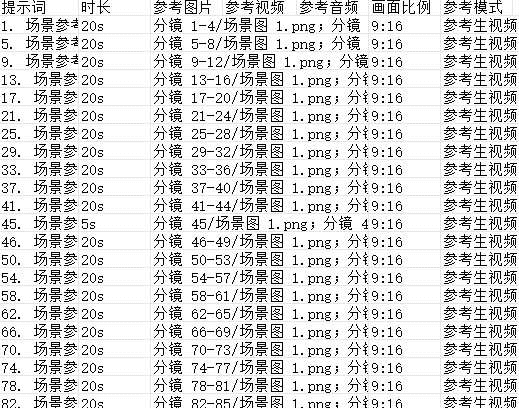 提示词 时长 参考图片 参考视频 参考音频 画面比例 参考模式
1. 场景参考 20s 分镜 1-4/场景图 1.png；分镜 9:16 参考生视频
5. 场景参 20s 分镜 5-8/场景图 1.png；分镜 9:16 参考生视频
9. 场景参 20s 分镜 9-12/场景图 1.png；分镜 9:16 参考生视频
13. 场景参 20s 分镜 13-16/场景图 1.png；分 9:16 参考生视频
17. 场景参 20s 分镜 17-20/场景图 1.png；分 9:16 参考生视频
21. 场景参 20s 分镜 21-24/场景图 1.png；分 9:16 参考生视频
25. 场景参 20s 分镜 25-28/场景图 1.png；分 9:16 参考生视频
29. 场景参 20s 分镜 29-32/场景图 1.png；分 9:16 参考生视频
33. 场景参 20s 分镜 33-36/场景图 1.png；分 9:16 参考生视频
37. 场景参 20s 分镜 37-40/场景图 1.png；分 9:16 参考生视频
41. 场景参 20s 分镜 41-44/场景图 1.png；分 9:16 参考生视频
45. 场景参 5s 分镜 45/场景图 1.png；分镜 4 9:16 参考生视频
46. 场景参 20s 分镜 46-49/场景图 1.png；分 9:16 参考生视频
50. 场景参 20s 分镜 50-53/场景图 1.png；分 9:16 参考生视频
54. 场景参 20s 分镜 54-57/场景图 1.png；分 9:16 参考生视频
58. 场景参 20s 分镜 58-61/场景图 1.png；分 9:16 参考生视频
62. 场景参 20s 分镜 62-65/场景图 1.png；分 9:16 参考生视频
66. 场景参 20s 分镜 66-69/场景图 1.png；分 9:16 参考生视频
70. 场景参 20s 分镜 70-73/场景图 1.png；分 9:16 参考生视频
74. 场景参 20s 分镜 74-77/场景图 1.png；分 9:16 参考生视频
78. 场景参 20s 分镜 78-81/场景图 1.png；分 9:16 参考生视频
82. 场景参 20s 分镜 82-85/场景图 1.png；分 9:16 参考生视频